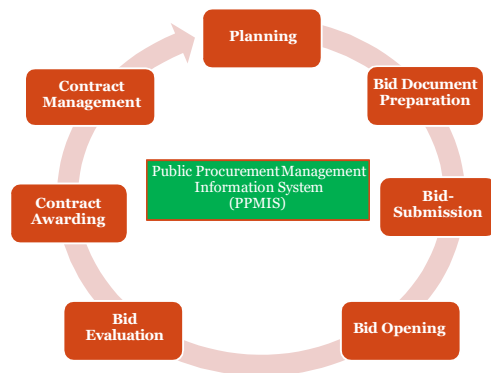 Planning
Bid Document
Preparation
Bid-
Submission
Bid Opening
Bid
Evaluation
Contract
Awarding
Contract
Management
Public Procurement Management
Information System
(PPMIS)